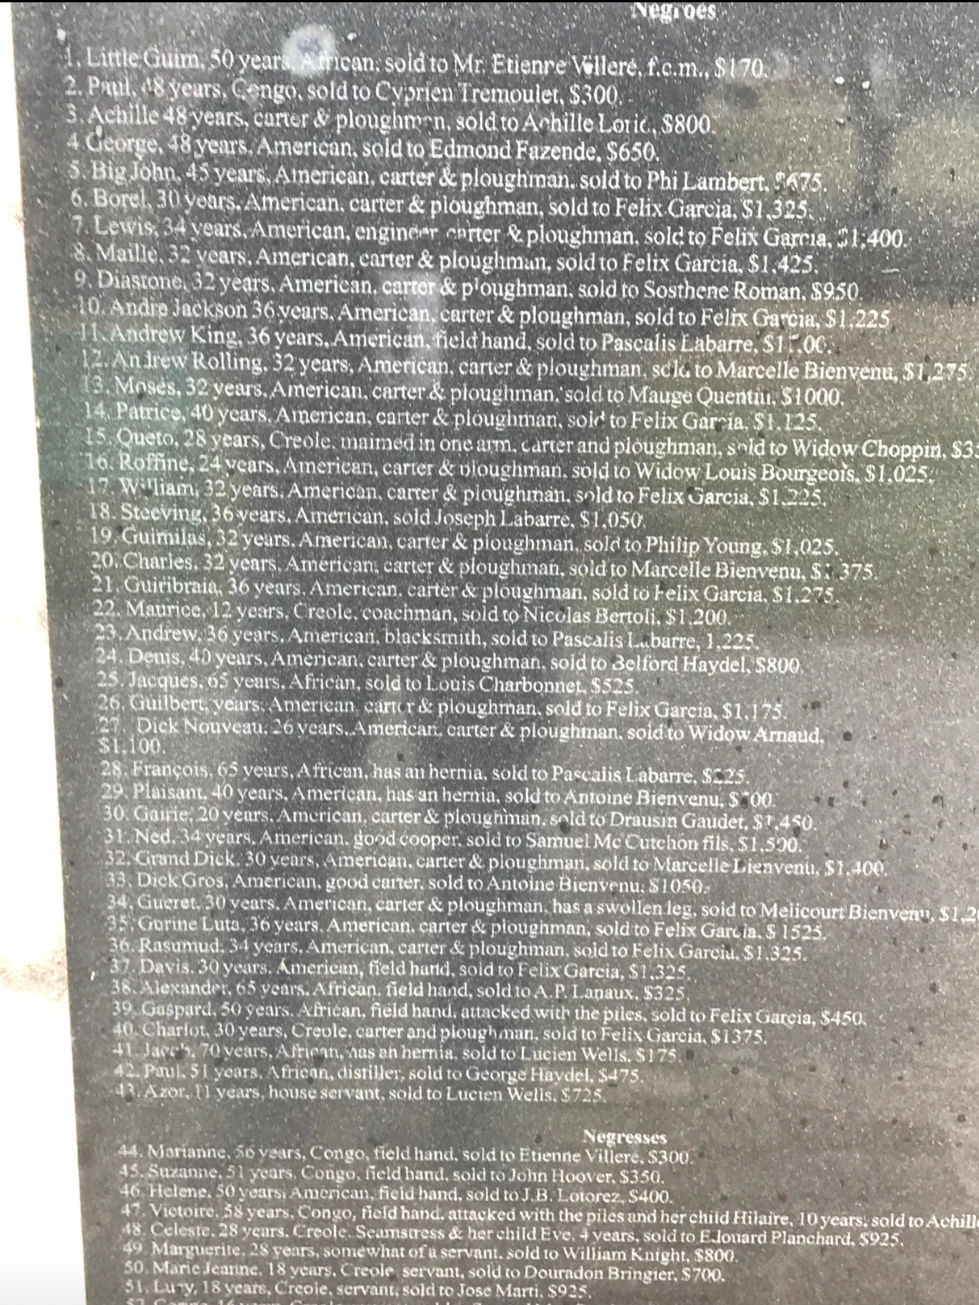 Negroes
1. Little Guim, 50 years, African, sold to Mr. Etienne Villere, f.c.m., $170.
2. Paul, 48 years, Congo, sold to Cyprien Tremoulet, $300.
3. Achille 48 years, carter & ploughman, sold to Achille Loric, $800.
4 George, 48 years, American, sold to Edmond Fazende, $650.
5. Big John, 45 years, American, carter & ploughman, sold to Phi Lambert, $675.
6. Borel, 30 years, American, carter & ploughman, sold to Felix Garcia, $1,325.
7. Lewis, 34 years, American, engineer carter & ploughman, sold to Felix Garcia, $1,400.
8. Maille, 32 years, American, carter & ploughman, sold to Felix Garcia, $1,425.
9. Diastone, 32 years, American, carter & ploughman, sold to Sosthene Roman, $950.
10. Andre Jackson 36 years, American, carter & ploughman, sold to Felix Garcia, $1,225
11. Andrew King, 36 years, American, field hand, sold to Pascalis Labarre,
12. Andrew Rolling, 32 years, American, carter & ploughman, sold to Marcelle Bienvenu, $1,275.
13. Moses, 32 years, American, carter & ploughman, sold to Mauge Quentin, $1000.
14. Patrice, 40 years, American, carter & ploughman, sold to Felix Garcia, $1,125.
15. Queto, 28 years, Creole, maimed in one arm, carter and ploughman, sold to Widow Choppin,
16. Roffine, 24 years, American, carter & ploughman, sold to Widow Louis Bourgeois, $1,025.
17. William, 32 years, American, carter & ploughman, sold to Felix Garcia, $1,225.
18. Steeving, 36 years, American, sold Joseph Labarre, $1,050.
19. Guimilas, 32 years, American, carter & ploughman, sold to Philip Young, $1,025.
20. Charles, 32 years, American, carter & ploughman, sold to Marcelle Bienvenu, $1,375.
21. Guiribrain, 36 years, American, carter & ploughman, sold to Felix Garcia, $1,275.
22. Maurice, 12 years, Creole, coachman, sold to Nicolas Bertoli, $1,200.
23. Andrew, 36 years, American, blacksmith, sold to Pascalis Labarre, 1,225.
24. Denis, 40 years, American, carter & ploughman, sold to Belford Haydel, $800.
25. Jacques, 65 years, African, sold to Louis Charbonnet, $525.
26. Guilbert, years, American, carter & ploughman, sold to Felix Garcia, $1,175.
27. Dick Nouveau, 26 years, American, carter & ploughman, sold to Widow Arnaud,
$1,100.
28. François, 65 years, African, has an hernia, sold to Pascalis Labarre,
29. Plaisant, 40 years, American, has an hernia, sold to Antoine Bienvenu,
30. Gairie, 20 years, American, carter & ploughman, sold to Drausin Gaudet, $1,450.
31. Ned, 34 years, American, good cooper, sold to Samuel Mc Cutchon fils, $1,500.
32. Grand Dick, 30 years, American, carter & ploughman, sold to Marcelle Bienvenu, $1,400.
33. Dick Gros, American, good carter, sold to Antoine Bienvenu; $1050.
34, Gueret, 30 years, American, carter & ploughman, has a swollen leg, sold to Melicourt Bienvenu,
35. Gurine Luta, 36 years, American, carter & ploughman, sold to Felix Garcia, $ 1525.
36. Rasumud, 34 years, American, carter & ploughman, sold to Felix Garcia, $1,325.
37. Davis, 30 years, American, field hand, sold to Felix Garcia, $1,325.
38. Alexander, 65 years, African, field hand, sold to A.P. Lanaux, $325.
39. Gaspard, 50 years, African, field hand, attacked with the piles, sold to Felix Garcia, $450.
40. Charlot, 30 years, Creole, carter and plough man, sold to Felix Garcia, $1375.
41. Jacob, 70 years, African, has an hernia, sold to Lucien Wells, $175.
42. Paul, 51 years, African, distiller, sold to George Haydel, $475.
43. Azor, 11 years, house servant, sold to Lucien Wells, $725.
Negresses
44. Marianne, 56 years, Congo, field hand, sold to Etienne Villere, $300.
45. Suzanne, 51 years, Congo, field hand, sold to John Hoover, $350.
46. Helene, 50 years, American, field hand, sold to J.B. Lotorez, $400.
47. Victoire, 58 years, Congo, field hand, attacked with the piles and her child Hilaire, 10 years, sold to
48. Celeste, 28 years, Creole, Seamstress & her child Eve, 4 years, sold to Edouard Planchard, $925.
49. Marguerite, 28 years, somewhat of a servant, sold to William Knight, $800.
50. Marie Jeanne, 18 years, Creole, servant, sold to Douradon Bringier, $700.
51. Lucy, 18 years, Creole, servant, sold to Jose Marti, $925.